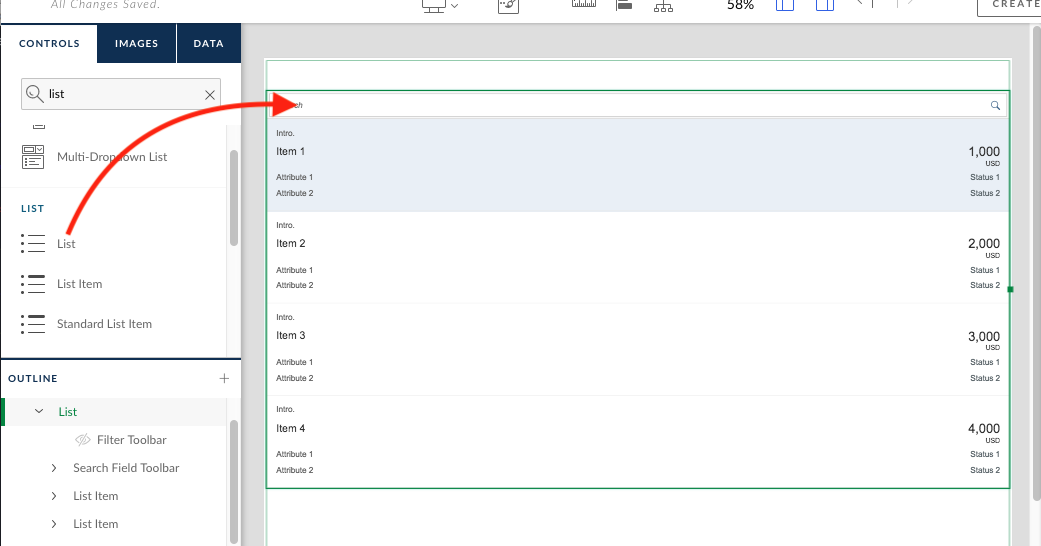 All Changes Saved.
58%
CREATE
CONTROLS
IMAGES
DATA
list
Multi-Dropdown List
LIST
List
List Item
Standard List Item
OUTLINE
List
Filter Toolbar
Search Field Toolbar
List Item
List Item
Intro.
Item 1
1,000
USD
Attribute 1
Status 1
Attribute 2
Status 2
Intro.
Item 2
2,000
USD
Attribute 1
Status 1
Attribute 2
Status 2
Intro.
Item 3
3,000
USD
Attribute 1
Status 1
Attribute 2
Status 2
Intro.
Item 4
4,000
USD
Attribute 1
Status 1
Attribute 2
Status 2